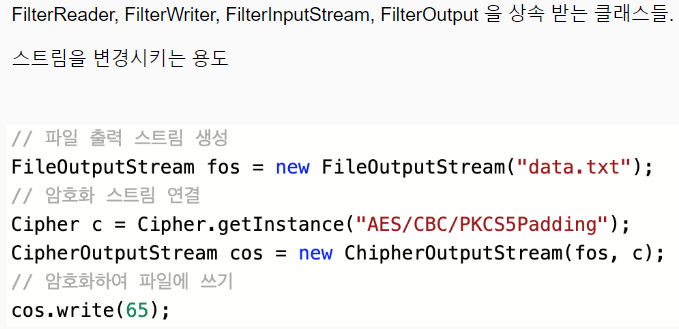 FilterReader, FilterWriter, FilterInputStream, FilterOutput 을 상속 받는 클래스들.
스트림을 변경시키는 용도
// 파일 출력 스트림 생성
FileOutputStream fos = new FileOutputStream("data.txt");
// 암호화 스트림 연결
Cipher c = Cipher.getInstance("AES/CBC/PKCS5Padding");
CipherOutputStream cos = new ChipherOutputStream(fos, c);
// 암호화하여 파일에 쓰기
cos.write(65);